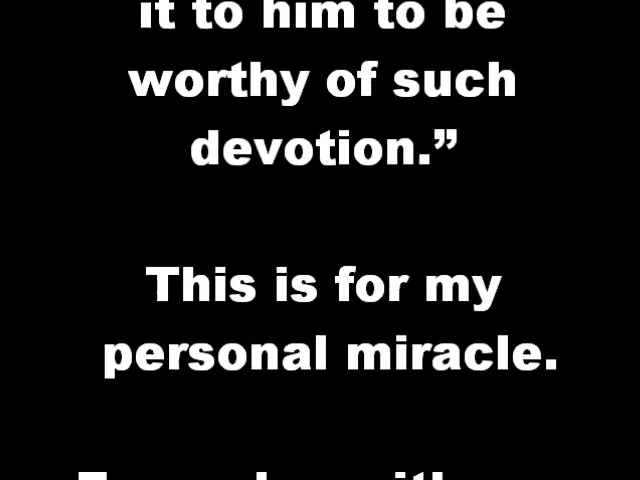 it to him to be
worthy of such
devotion.”
This is for my
personal miracle.